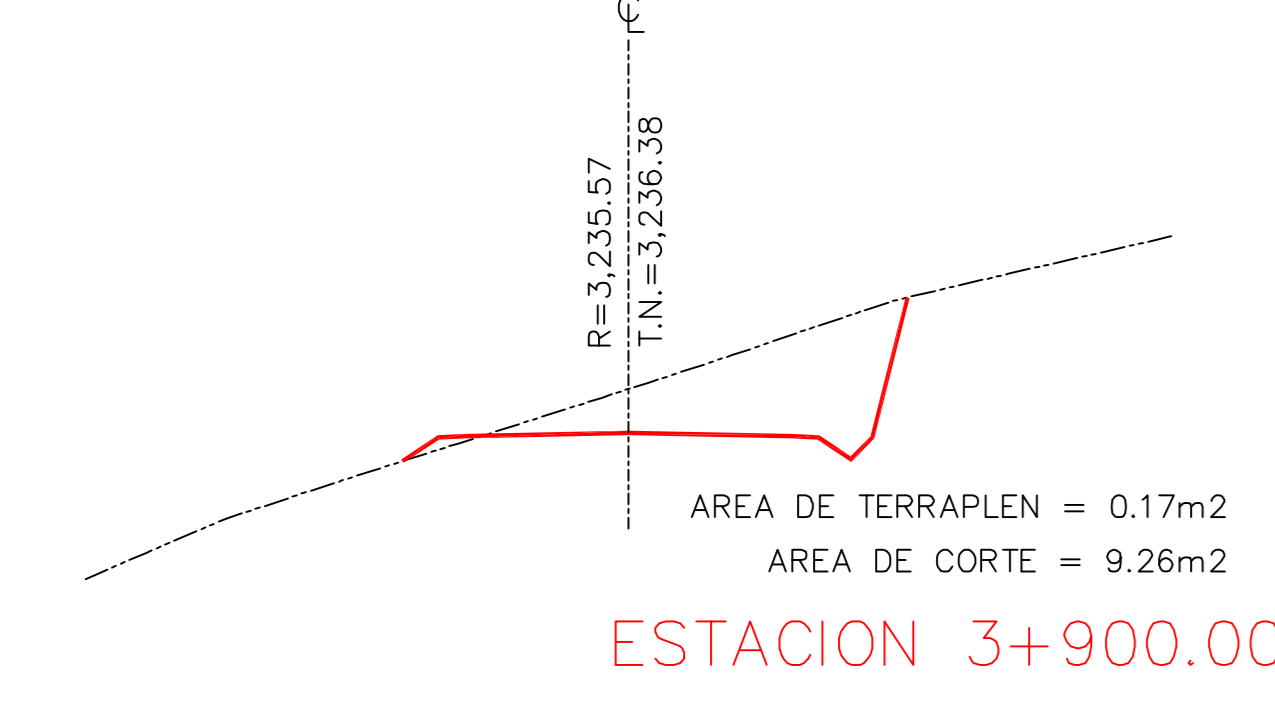 ℄
R=3,235.57
T.N.=3,236.38
AREA DE TERRAPLEN = 0.17m2
AREA DE CORTE = 9.26m2
ESTACION 3+900.00